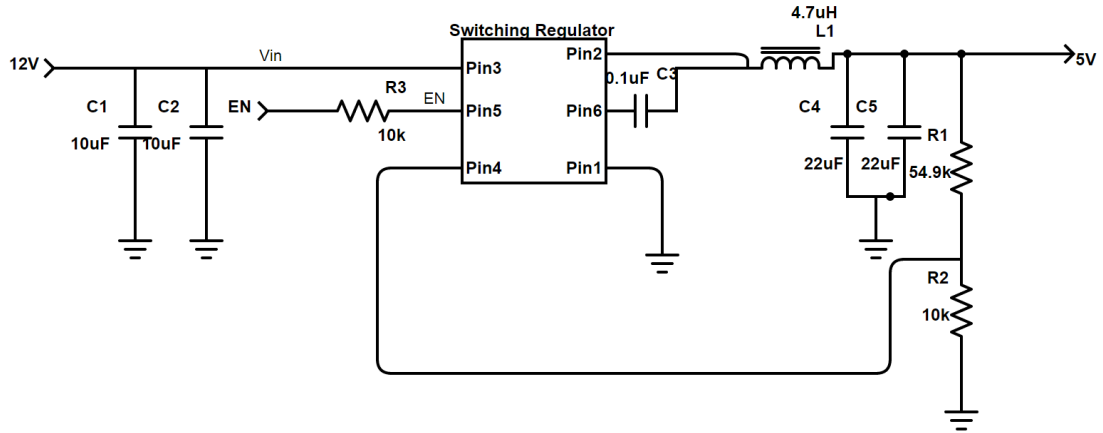 4.7uH
L1
Switching Regulator
12V
Vin
Pin3
Pin2
5V
0.1uF
C3
R3
EN
EN
10k
Pin5
Pin6
C1
10uF
C2
10uF
C4
22uF
C5
22uF
R1
54.9k
Pin4
Pin1
R2
10k